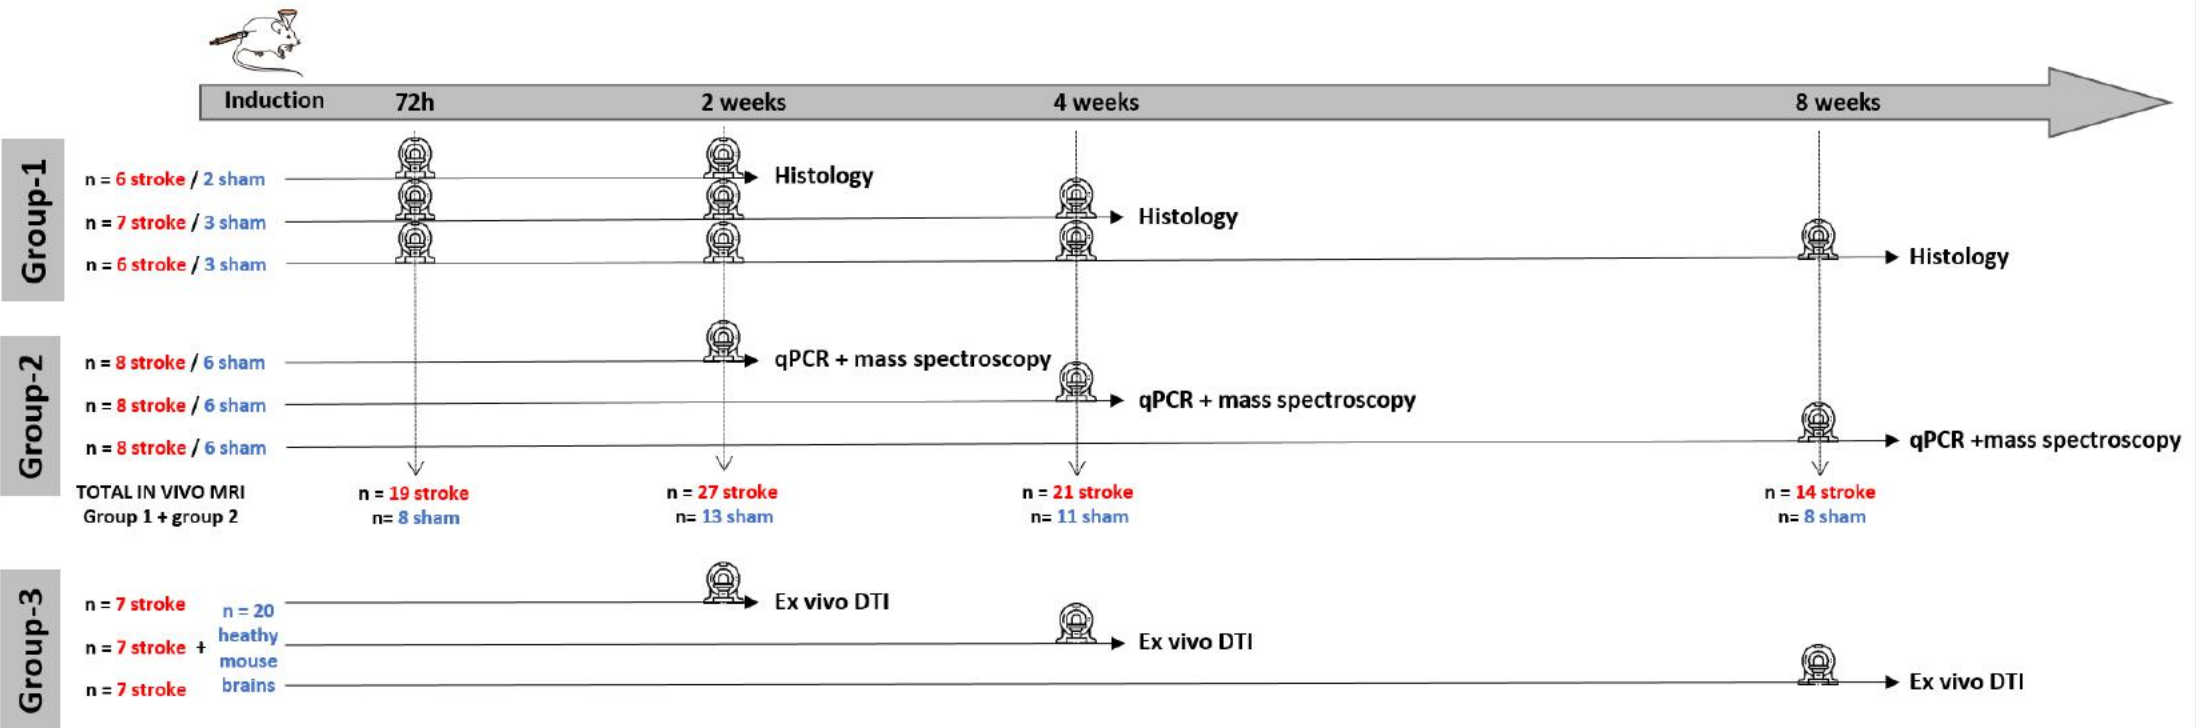 Induction 72h 2 weeks 4 weeks 8 weeks
Group-1
n = 6 stroke / 2 sham
Histology
n = 7 stroke / 3 sham
Histology
n = 6 stroke / 3 sham
Histology
Group-2
n = 8 stroke / 6 sham
qPCR + mass spectroscopy
n = 8 stroke / 6 sham
qPCR + mass spectroscopy
n = 8 stroke / 6 sham
qPCR +mass spectroscopy
TOTAL IN VIVO MRI
Group 1 + group 2
n = 19 stroke
n= 8 sham
n = 27 stroke
n= 13 sham
n = 21 stroke
n= 11 sham
n = 14 stroke
n= 8 sham
Group-3
n = 7 stroke
n = 7 stroke +
n = 7 stroke
n = 20
heathy
mouse
brains
Ex vivo DTI
Ex vivo DTI
Ex vivo DTI